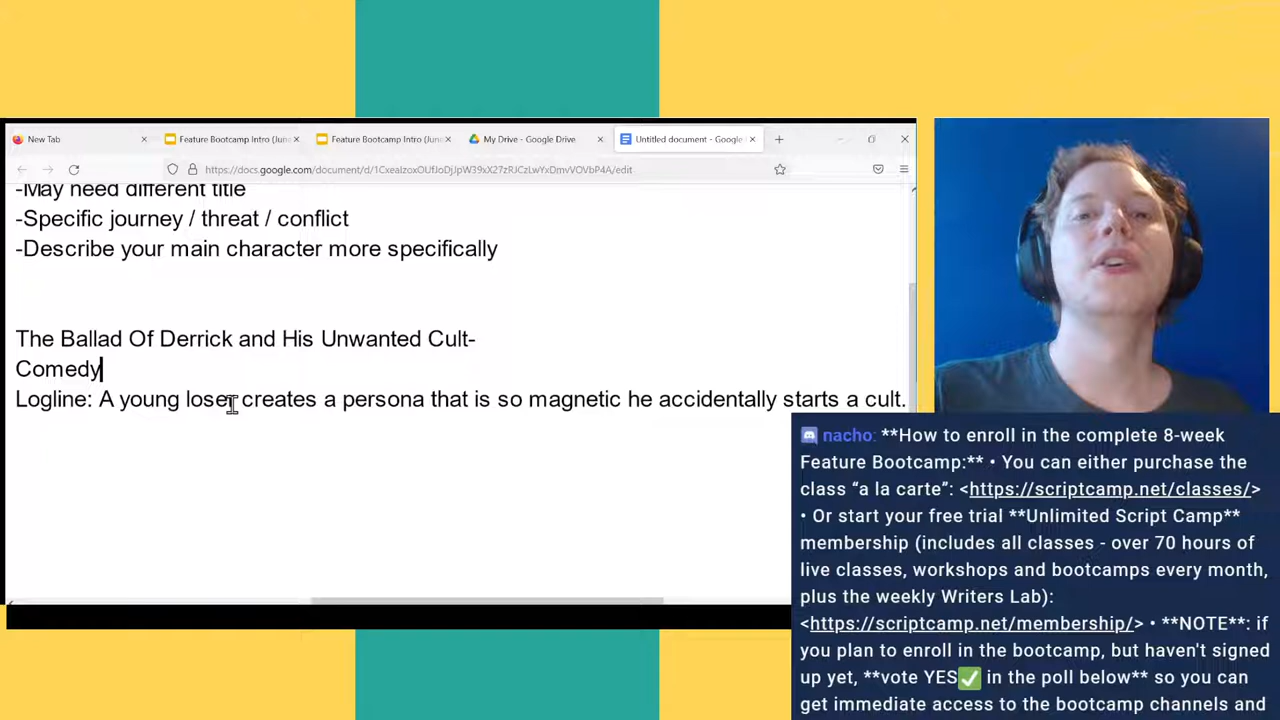 New Tab
Feature Bootcamp Intro (June
Feature Bootcamp Intro (June
My Drive - Google Drive
Untitled document - Google
-May need different title
-Specific journey / threat / conflict
-Describe your main character more specifically
The Ballad Of Derrick and His Unwanted Cult-
Comedy
Logline: A young loser creates a persona that is so magnetic he accidentally starts a cult.
nacho: **How to enroll in the complete 8-week
Feature Bootcamp:** • You can either purchase the
class “a la carte”: <https://scriptcamp.net/classes/>
• Or start your free trial **Unlimited Script Camp**
membership (includes all classes - over 70 hours of
live classes, workshops and bootcamps every month,
plus the weekly Writers Lab):
<https://scriptcamp.net/membership/> • **NOTE**: if
you plan to enroll in the bootcamp, but haven't signed
up yet, **vote YES✅ in the poll below** so you can
get immediate access to the bootcamp channels and